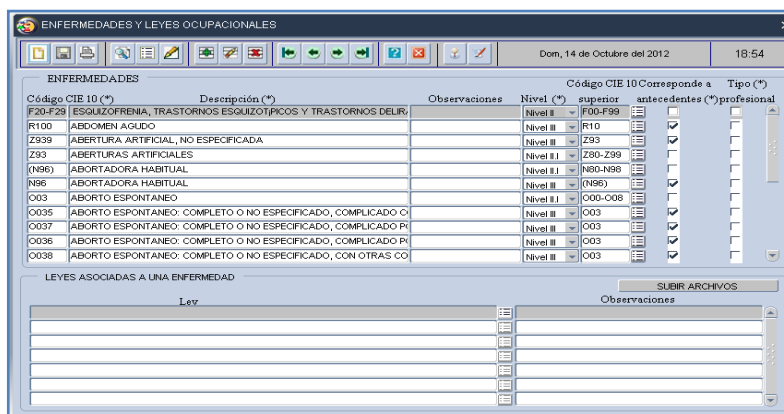 ENFERMEDADES Y LEYES OCUPACIONALES
Dom, 14 de Octubre del 2012 18:54
ENFERMEDADES
Código CIE 10 Corresponde a Tipo (*)
Código CIE 10 (*) Descripción (*) Observaciones Nivel (*) superior antecedentes (*) profesional
F20-F29 ESQUIZOFRENIA, TRASTORNOS ESQUIZOT¡PICOS Y TRASTORNOS DELIR Nivel II F00-F99
R100 ABDOMEN AGUDO Nivel III R10
Z939 ABERTURA ARTIFICIAL, NO ESPECIFICADA Nivel III Z93
Z93 ABERTURAS ARTIFICIALES Nivel II.I Z80-Z99
(N96) ABORTADORA HABITUAL Nivel II.I N80-N98
N96 ABORTADORA HABITUAL Nivel III (N96)
O03 ABORTO ESPONTANEO Nivel II.I O00-O08
O035 ABORTO ESPONTANEO: COMPLETO O NO ESPECIFICADO, COMPLICADO C Nivel III O03
O037 ABORTO ESPONTANEO: COMPLETO O NO ESPECIFICADO, COMPLICADO P Nivel III O03
O036 ABORTO ESPONTANEO: COMPLETO O NO ESPECIFICADO, COMPLICADO P Nivel III O03
O038 ABORTO ESPONTANEO: COMPLETO O NO ESPECIFICADO, CON OTRAS CO Nivel III O03
LEYES ASOCIADAS A UNA ENFERMEDAD
SUBIR ARCHIVOS
Ley Observaciones